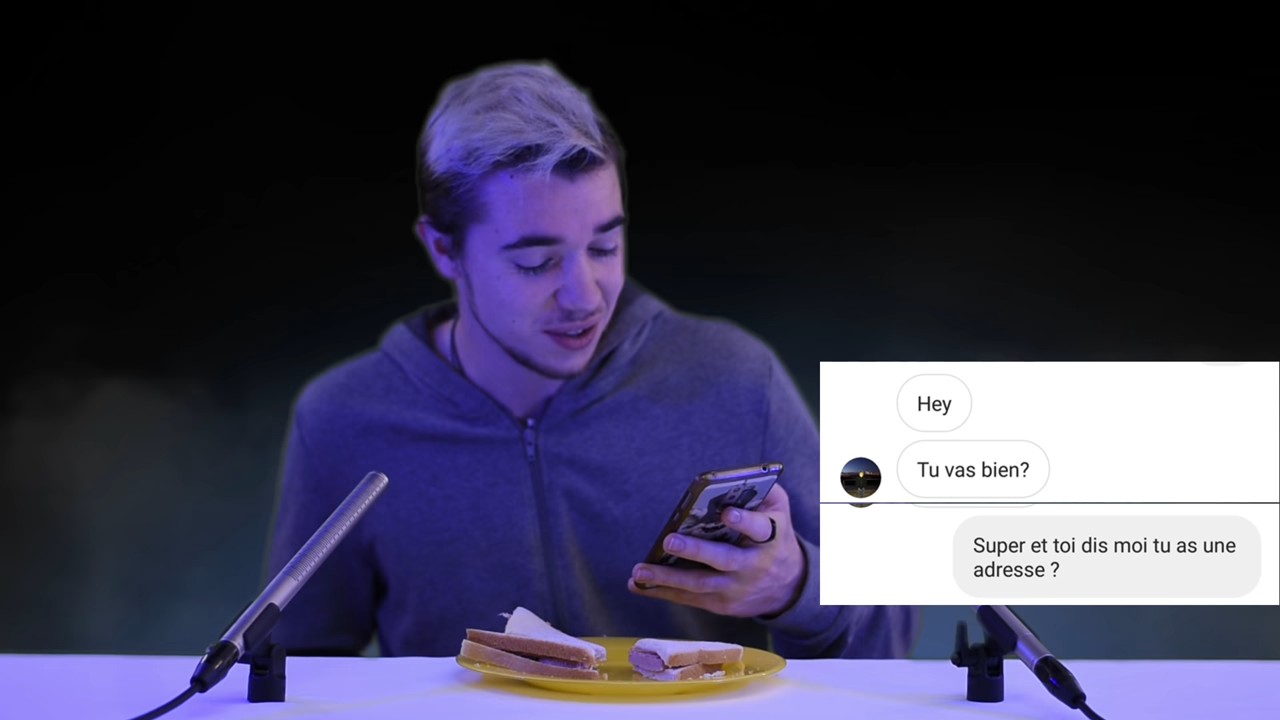 Hey
Tu vas bien?
Super et toi dis moi tu as une
adresse ?